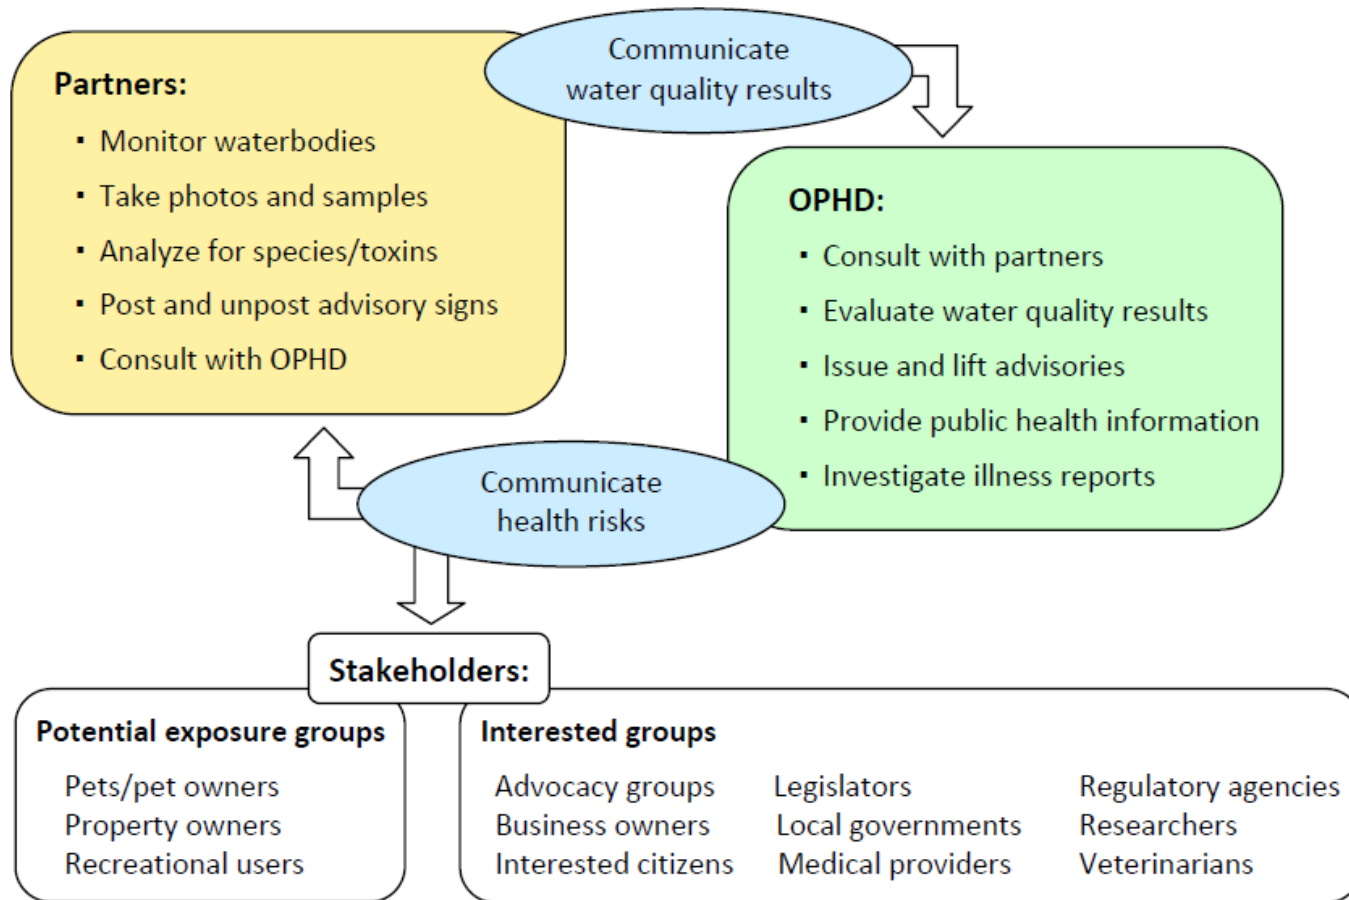 Communicate
water quality results
Partners:
▪ Monitor waterbodies
▪ Take photos and samples
▪ Analyze for species/toxins
▪ Post and unpost advisory signs
▪ Consult with OPHD
OPHD:
▪ Consult with partners
▪ Evaluate water quality results
▪ Issue and lift advisories
▪ Provide public health information
▪ Investigate illness reports
Communicate
health risks
Stakeholders:
Potential exposure groups
Pets/pet owners
Property owners
Recreational users
Interested groups
Advocacy groups
Business owners
Interested citizens
Legislators
Local governments
Medical providers
Regulatory agencies
Researchers
Veterinarians